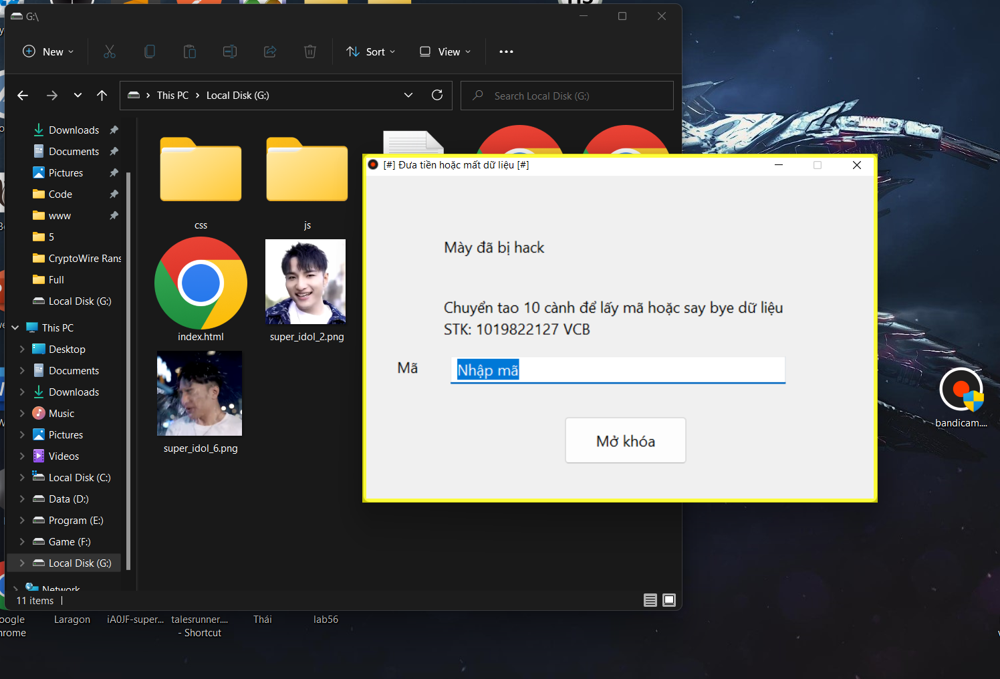 G:\
New
Sort
View
This PC
Local Disk (G:)
Search Local Disk (G:)
Downloads
Documents
Pictures
Code
www
5
CryptoWire Rans
Full
Local Disk (G:)
This PC
Desktop
Documents
Downloads
Music
Pictures
Videos
Local Disk (C:)
Data (D:)
Program (E:)
Game (F:)
Local Disk (G:)
Network
css
js
index.html
super_idol_2.png
super_idol_6.png
11 items
[#] Đưa tiền hoặc mất dữ liệu [#]
Mày đã bị hack
Chuyển tao 10 cành để lấy mã hoặc say bye dữ liệu
STK: 1019822127 VCB
Mã
Nhập mã
Mở khóa
bandicam....
oogle
hrome
Laragon
iA0JF-super...
talesrunner....
- Shortcut
Thái
lab56